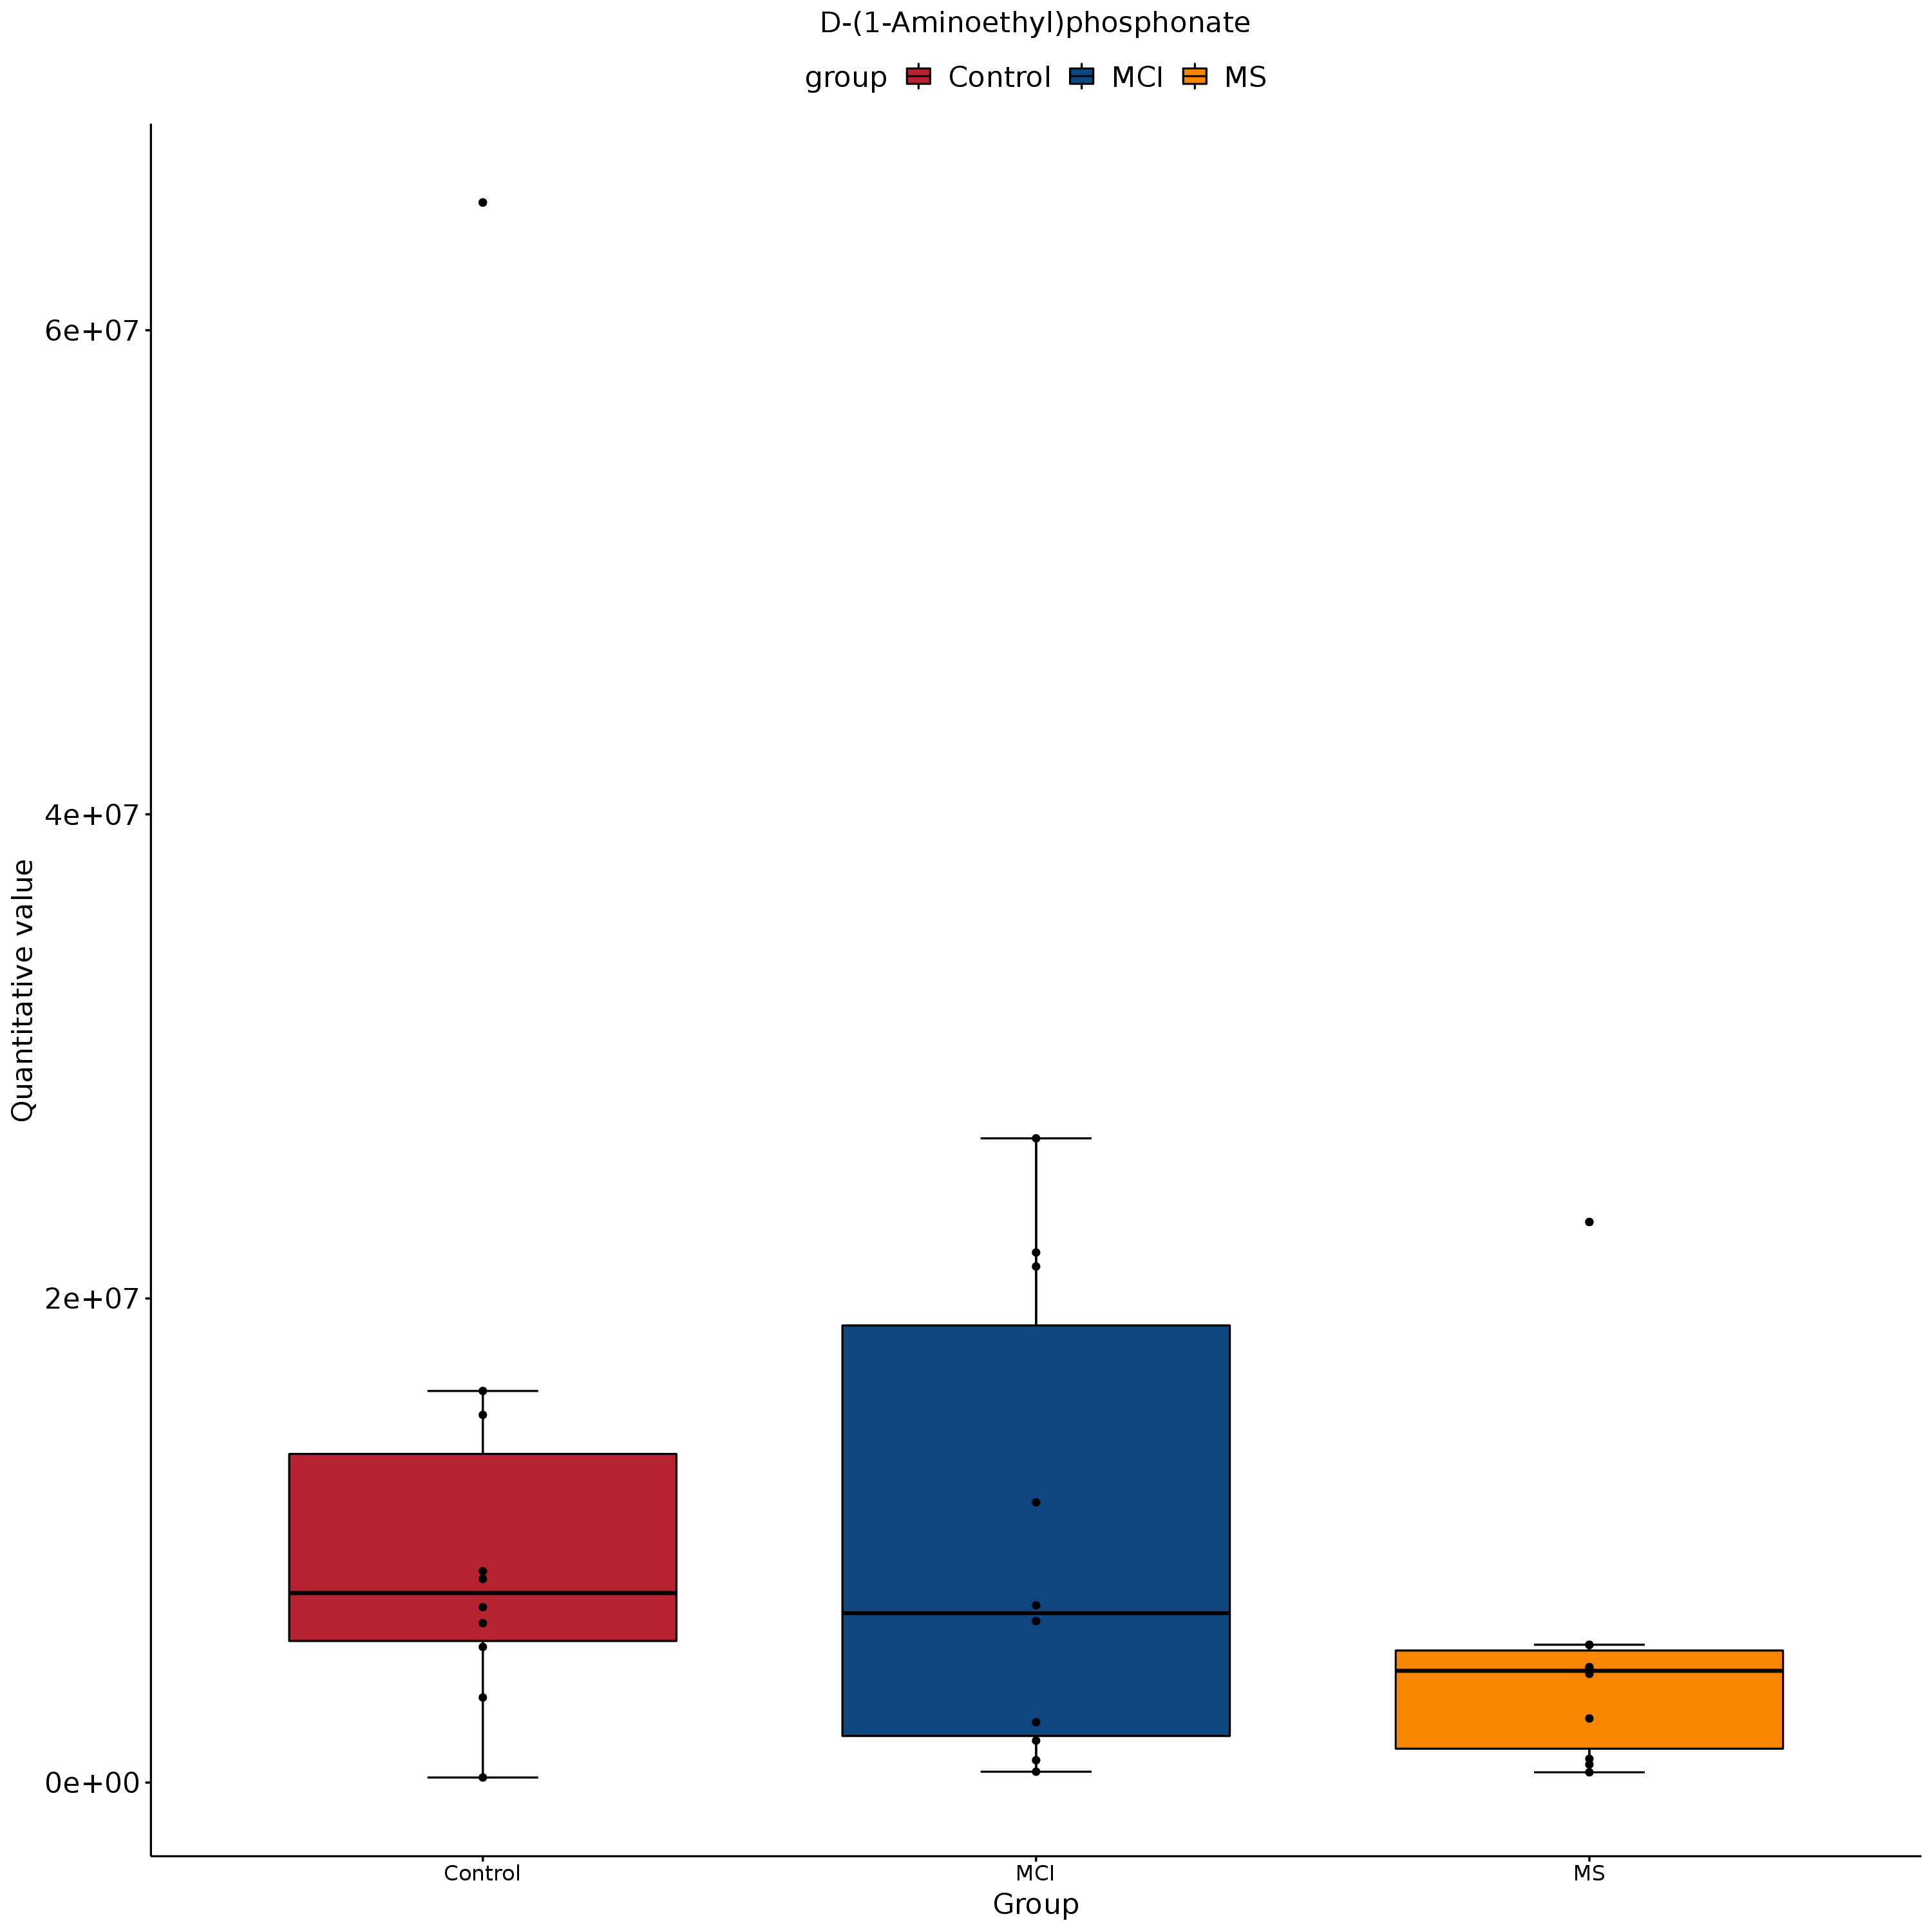 D-(1-Aminoethyl)phosphonate
group Control MCI MS
6e+07
4e+07
2e+07
0e+00
Quantitative value
Control MCI MS
Group